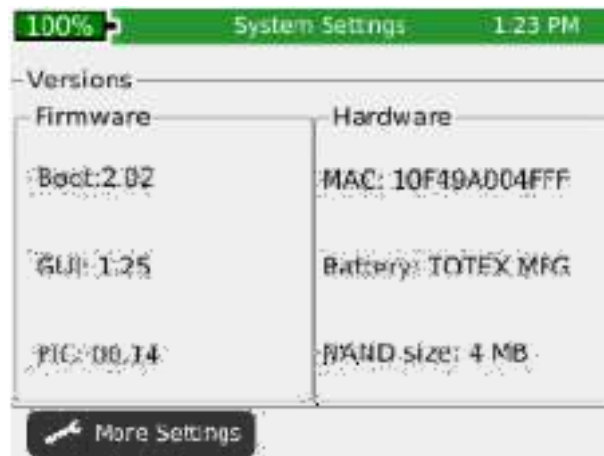 100% System Settings 1:23 PM
Versions
Firmware
Hardware
Boot:2.02
MAC: 10F49A004FFF
GUI: 1.25
Battery: TOTEX MFG
PIC: 00.14
NAND size: 4 MB
More Settings